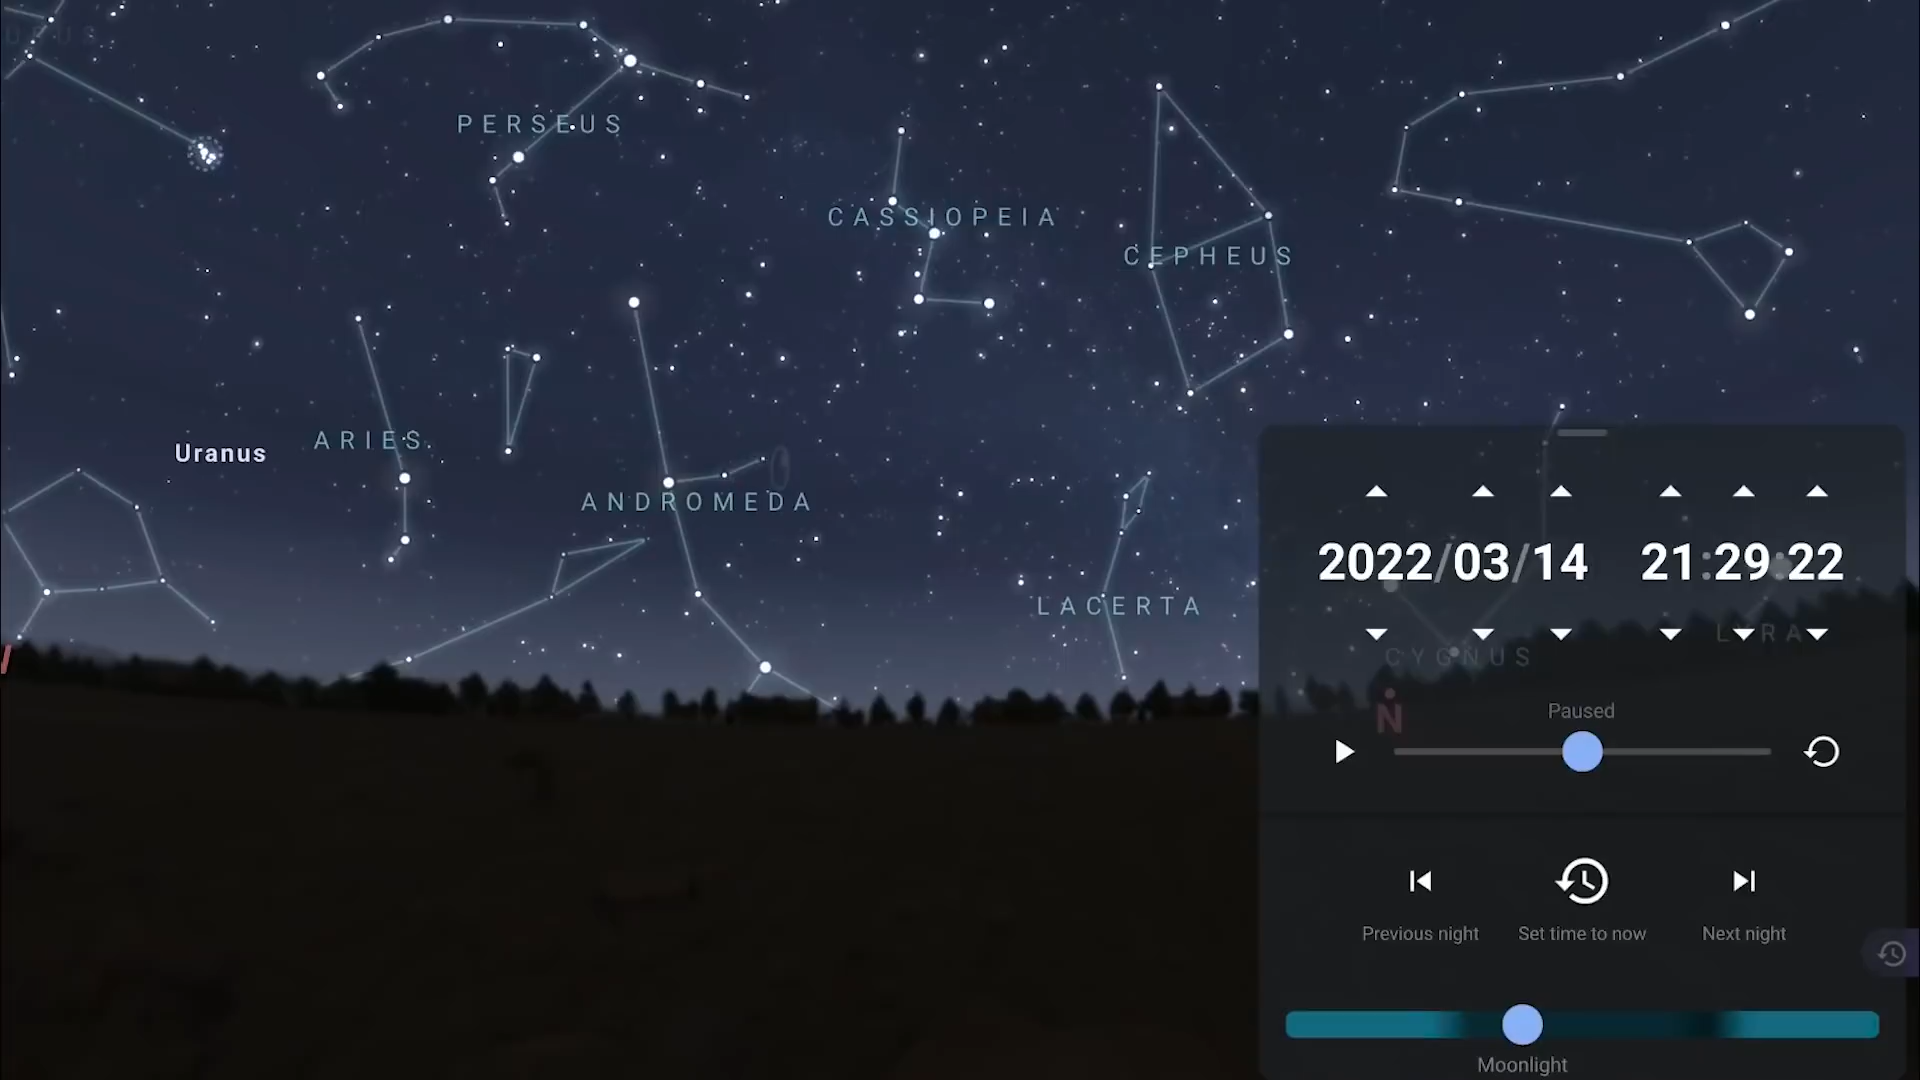 PERSEUS
CASSIOPEIA
CEPHEUS
ARIES
Uranus
ANDROMEDA
LACERTA
2022/03/14 21:29:22
LYRA
CYGNUS
N
Paused
Previous night
Set time to now
Next night
Moonlight